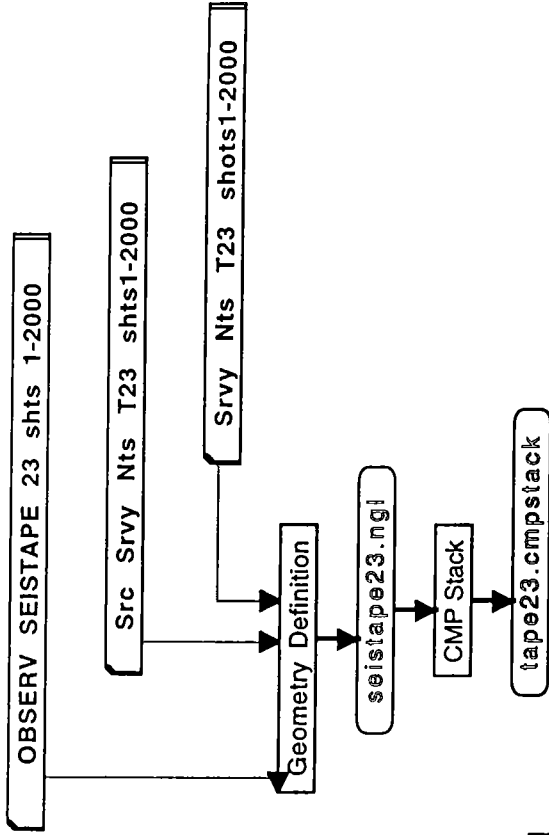 OBSERV SEISTAPE 23 shts 1-2000
Src Srvy Nts T23 shts1-2000
Srvy Nts T23 shots1-2000
Geometry Definition
seistape23.ngl
CMP Stack
tape23.cmpstack